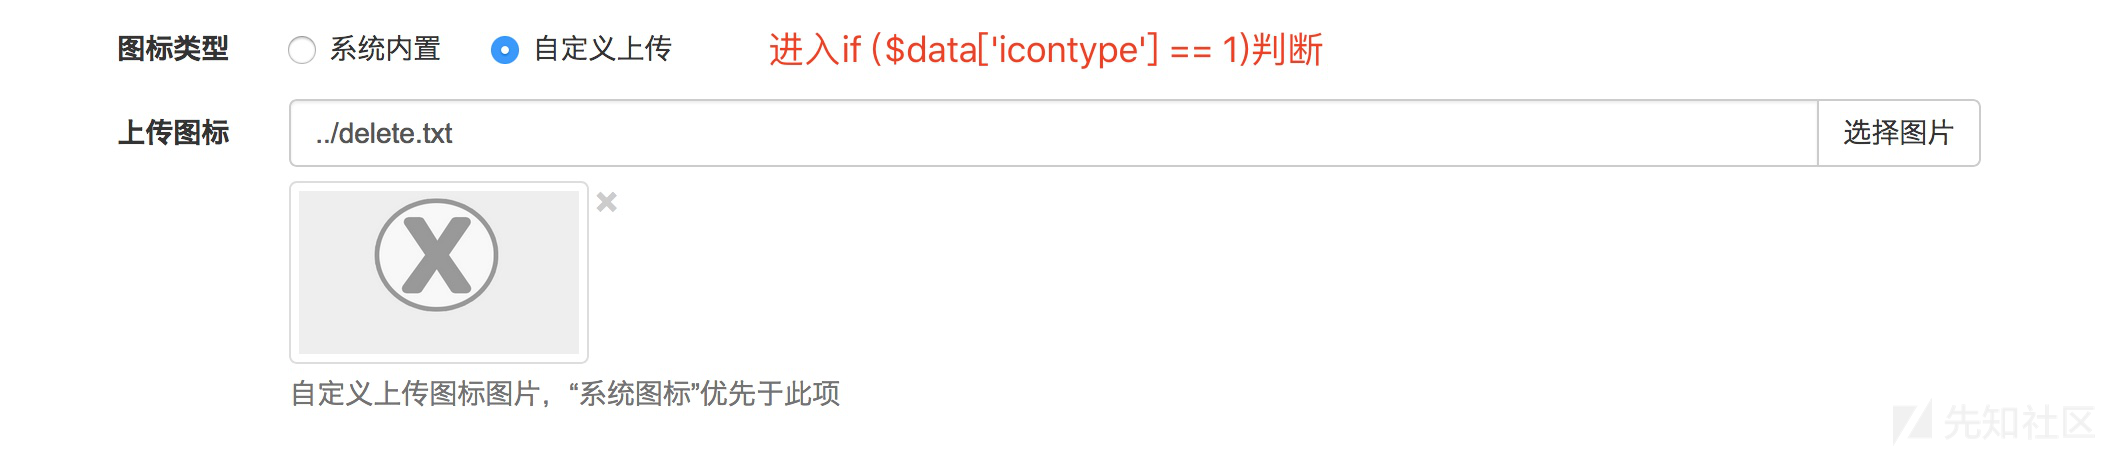 图标类型 系统内置 自定义上传 进入if ($data['icontype'] == 1)判断
上传图标 ../delete.txt 选择图片
自定义上传图标图片，“系统图标”优先于此项
先知社区